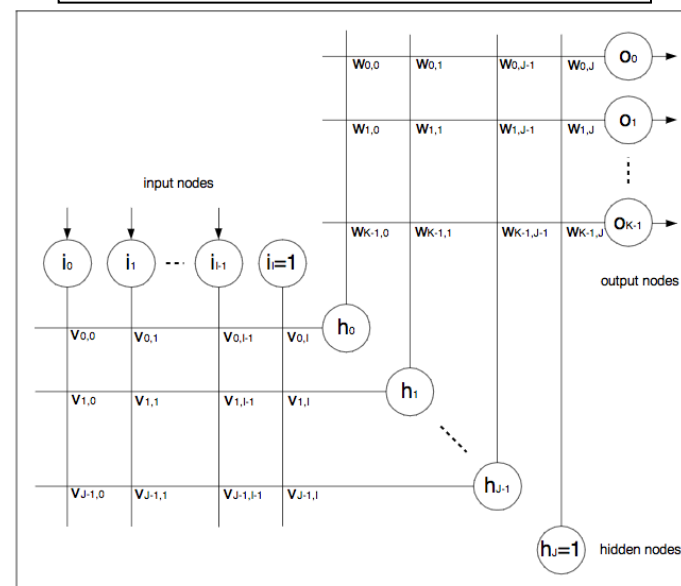 W0,0 W0,1 W0,J-1 W0,J O0
W1,0 W1,1 W1,J-1 W1,J O1
input nodes
WK-1,0 WK-1,1 WK-1,J-1 WK-1,J OK-1
i0 i1 iI-1 iI=1
output nodes
V0,0 V0,1 V0,I-1 V0,I h0
V1,0 V1,1 V1,I-1 V1,I h1
VJ-1,0 VJ-1,1 VJ-1,I-1 VJ-1,I hJ-1
hJ=1 hidden nodes